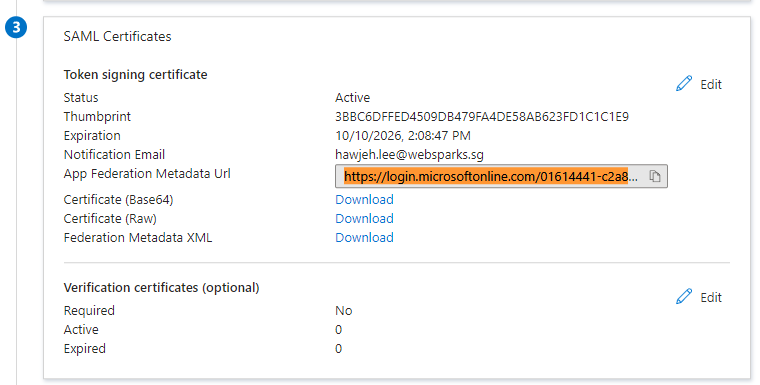 3
SAML Certificates
Token signing certificate
Edit
Status Active
Thumbprint 3BBC6DFFED4509DB479FA4DE58AB623FD1C1C1E9
Expiration 10/10/2026, 2:08:47 PM
Notification Email hawjeh.lee@websparks.sg
App Federation Metadata Url https://login.microsoftonline.com/01614441-c2a8...
Certificate (Base64) Download
Certificate (Raw) Download
Federation Metadata XML Download
Verification certificates (optional)
Edit
Required No
Active 0
Expired 0